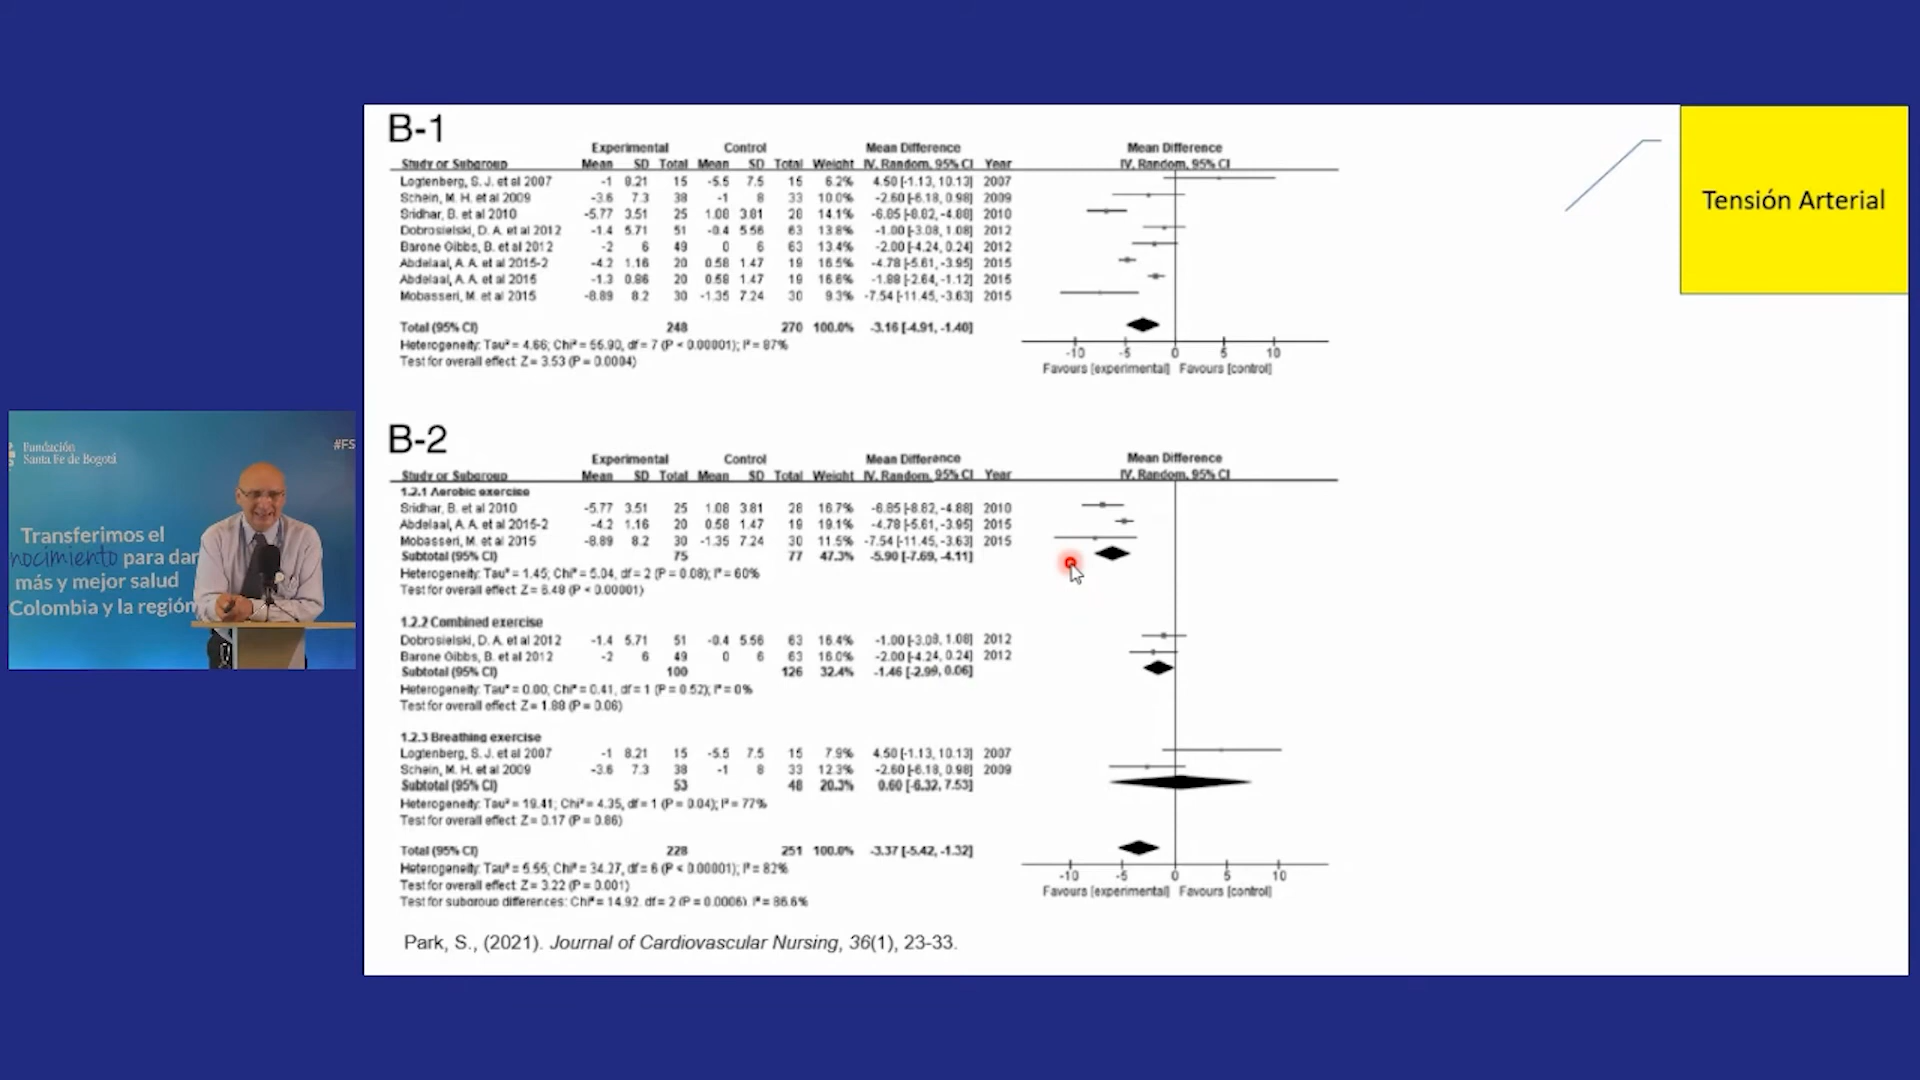 B-1
Experimental Control Mean Difference Mean Difference
Study or Subgroup Mean SD Total Mean SD Total Weight IV, Random, 95% CI Year IV, Random, 95% CI
Logtenberg, S. J. et al 2007 -1 8.21 15 -5.5 7.5 15 6.2% 4.50 [-1.13, 10.13] 2007
Schein, M. H. et al 2009 -3.6 7.3 38 -1 8 33 10.0% -2.60 [-6.18, 0.98] 2009
Sridhar, B. et al 2010 -5.77 3.51 25 1.08 3.81 28 14.1% -6.85 [-8.82, -4.88] 2010
Dobrosielski, D. A. et al 2012 -1.4 5.71 51 -0.4 5.56 63 13.8% -1.00 [-3.08, 1.08] 2012
Barone Gibbs, B. et al 2012 -2 6 49 0 6 63 13.4% -2.00 [-4.24, 0.24] 2012
Abdelaal, A. A. et al 2015-2 -4.2 1.16 20 0.58 1.47 19 16.5% -4.78 [-5.61, -3.95] 2015
Abdelaal, A. A. et al 2015 -1.3 0.86 20 0.58 1.47 19 16.6% -1.88 [-2.64, -1.12] 2015
Mobasseri, M. et al 2015 -8.89 8.2 30 -1.35 7.24 30 9.3% -7.54 [-11.45, -3.63] 2015
Total (95% CI) 248 270 100.0% -3.16 [-4.91, -1.40]
Heterogeneity: Tau² = 4.66; Chi² = 55.90, df = 7 (P < 0.00001); I² = 87%
Test for overall effect: Z = 3.53 (P = 0.0004)
-10 -5 0 5 10
Favours [experimental] Favours [control]
Tensión Arterial
B-2
Experimental Control Mean Difference Mean Difference
Study or Subgroup Mean SD Total Mean SD Total Weight IV, Random, 95% CI Year IV, Random, 95% CI
1.2.1 Aerobic exercise
Sridhar, B. et al 2010 -5.77 3.51 25 1.08 3.81 28 16.7% -6.85 [-8.82, -4.88] 2010
Abdelaal, A. A. et al 2015-2 -4.2 1.16 20 0.58 1.47 19 19.1% -4.78 [-5.61, -3.95] 2015
Mobasseri, M. et al 2015 -8.89 8.2 30 -1.35 7.24 30 11.5% -7.54 [-11.45, -3.63] 2015
Subtotal (95% CI) 75 77 47.3% -5.90 [-7.69, -4.11]
Heterogeneity: Tau² = 1.45; Chi² = 5.04, df = 2 (P = 0.08); I² = 60%
Test for overall effect: Z = 6.48 (P < 0.00001)
1.2.2 Combined exercise
Dobrosielski, D. A. et al 2012 -1.4 5.71 51 -0.4 5.56 63 16.4% -1.00 [-3.08, 1.08] 2012
Barone Gibbs, B. et al 2012 -2 6 49 0 6 63 16.0% -2.00 [-4.24, 0.24] 2012
Subtotal (95% CI) 100 126 32.4% -1.46 [-2.99, 0.06]
Heterogeneity: Tau² = 0.00; Chi² = 0.41, df = 1 (P = 0.52); I² = 0%
Test for overall effect: Z = 1.88 (P = 0.06)
1.2.3 Breathing exercise
Logtenberg, S. J. et al 2007 -1 8.21 15 -5.5 7.5 15 7.9% 4.50 [-1.13, 10.13] 2007
Schein, M. H. et al 2009 -3.6 7.3 38 -1 8 33 12.3% -2.60 [-6.18, 0.98] 2009
Subtotal (95% CI) 53 48 20.3% 0.60 [-6.32, 7.53]
Heterogeneity: Tau² = 19.41; Chi² = 4.35, df = 1 (P = 0.04); I² = 77%
Test for overall effect: Z = 0.17 (P = 0.86)
Total (95% CI) 228 251 100.0% -3.37 [-5.42, -1.32]
Heterogeneity: Tau² = 5.55; Chi² = 34.27, df = 6 (P < 0.00001); I² = 82%
Test for overall effect: Z = 3.22 (P = 0.001)
Test for subgroup differences: Chi² = 14.92, df = 2 (P = 0.0006), I² = 86.6%
-10 -5 0 5 10
Favours [experimental] Favours [control]
Park, S., (2021). Journal of Cardiovascular Nursing, 36(1), 23-33.
Fundación
Santa Fe de Bogotá
#FS
Transferimos el
nocimiento para dar
más y mejor salud
Colombia y la región